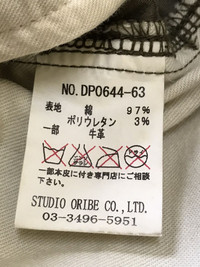 NO.DP0644-63
表地 綿 97%
ポリウレタン 3%
一部 牛革
一部本皮に付き専門店にご相談
下さい。
STUDIO ORIBE CO.,LTD.
03-3496-5951